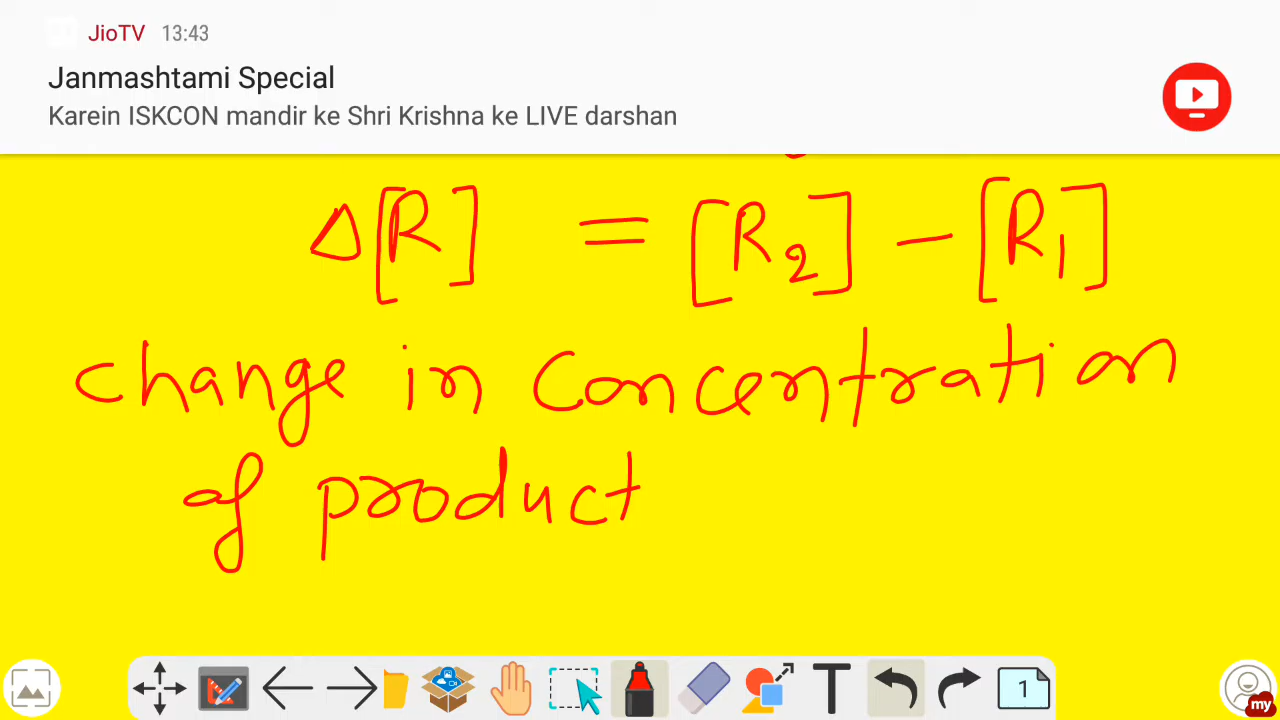 JioTV 13:43
Janmashtami Special
Karein ISKCON mandir ke Shri Krishna ke LIVE darshan
Δ[R] = [R₂] - [R₁]
change in concentration
of product
T 1
my